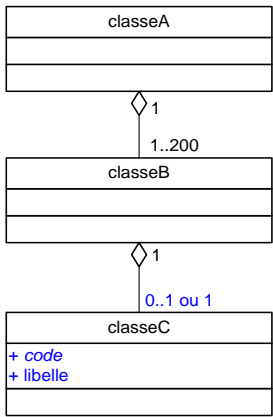 classeA
1
1..200
classeB
1
0..1 ou 1
classeC
+ code
+ libelle